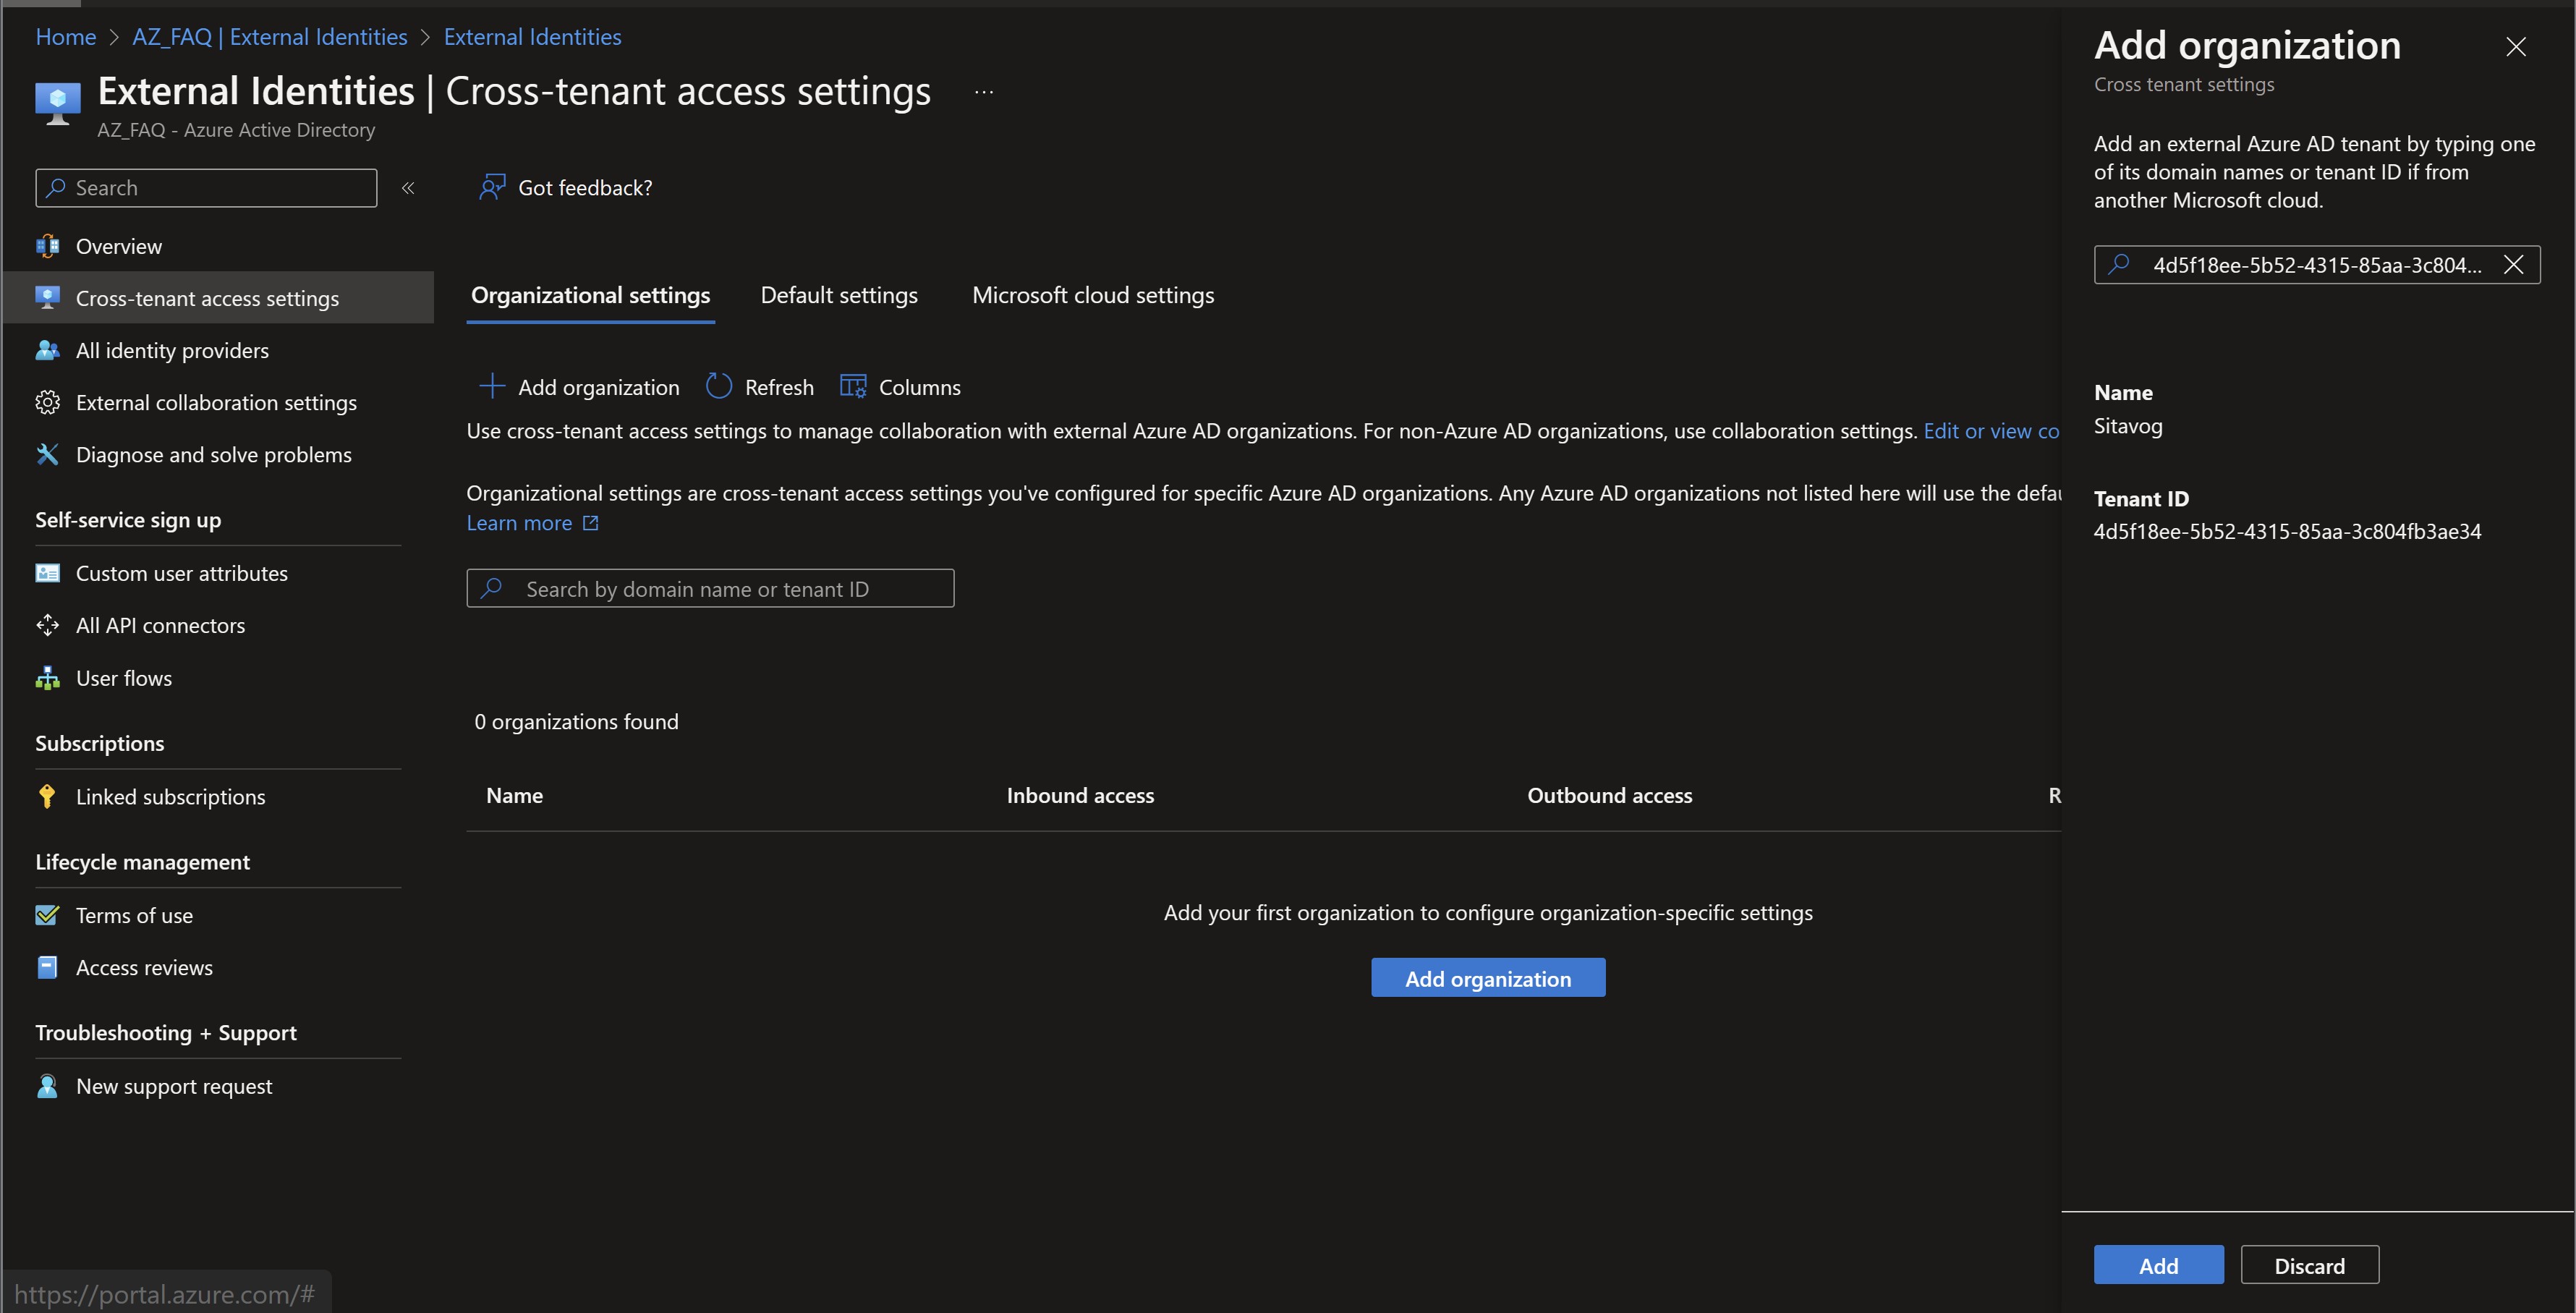 Home > AZ_FAQ | External Identities > External Identities
External Identities | Cross-tenant access settings ...
AZ_FAQ - Azure Active Directory
Search
«
Overview
Cross-tenant access settings
All identity providers
External collaboration settings
Diagnose and solve problems
Self-service sign up
Custom user attributes
All API connectors
User flows
Subscriptions
Linked subscriptions
Lifecycle management
Terms of use
Access reviews
Troubleshooting + Support
New support request
Got feedback?
Organizational settings Default settings Microsoft cloud settings
Add organization Refresh Columns
Use cross-tenant access settings to manage collaboration with external Azure AD organizations. For non-Azure AD organizations, use collaboration settings. Edit or view co
Organizational settings are cross-tenant access settings you've configured for specific Azure AD organizations. Any Azure AD organizations not listed here will use the defau
Learn more
Search by domain name or tenant ID
0 organizations found
Name Inbound access Outbound access R
Add your first organization to configure organization-specific settings
Add organization
Add organization
Cross tenant settings
Add an external Azure AD tenant by typing one
of its domain names or tenant ID if from
another Microsoft cloud.
4d5f18ee-5b52-4315-85aa-3c804...
Name
Sitavog
Tenant ID
4d5f18ee-5b52-4315-85aa-3c804fb3ae34
Add Discard
https://portal.azure.com/#